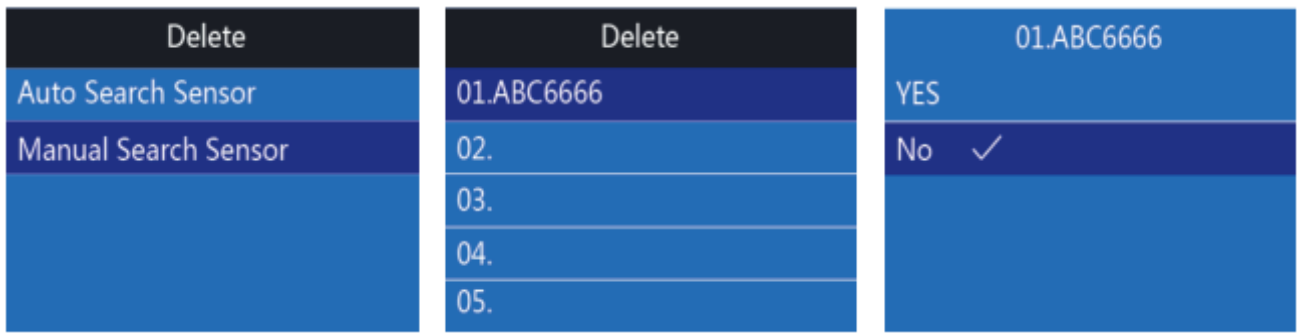 Delete
Auto Search Sensor
Manual Search Sensor
Delete
01.ABC6666
02.
03.
04.
05.
01.ABC6666
YES
No ✓